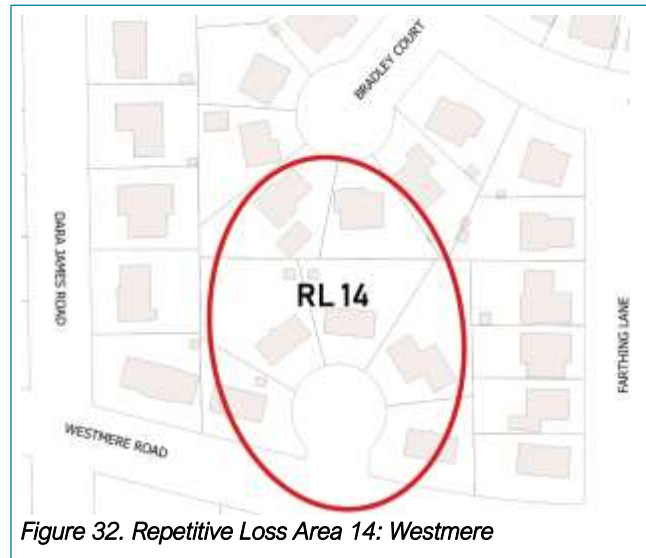 BRADLEY COURT
DARA JAMES ROAD
RL 14
FARTHING LANE
WESTMERE ROAD
Figure 32. Repetitive Loss Area 14: Westmere